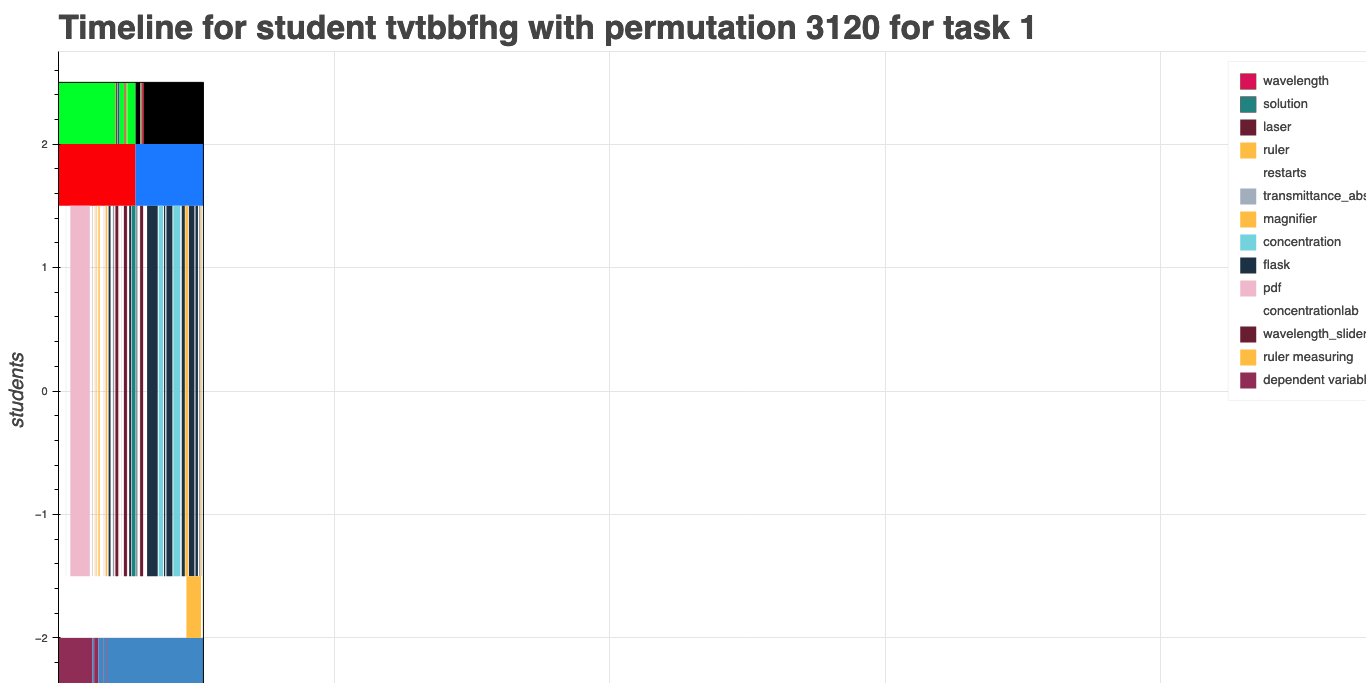 Timeline for student tvtbbfhg with permutation 3120 for task 1
students
2
1
0
−1
−2
wavelength
solution
laser
ruler
restarts
transmittance_abs
magnifier
concentration
flask
pdf
concentrationlab
wavelength_slider
ruler measuring
dependent variabl